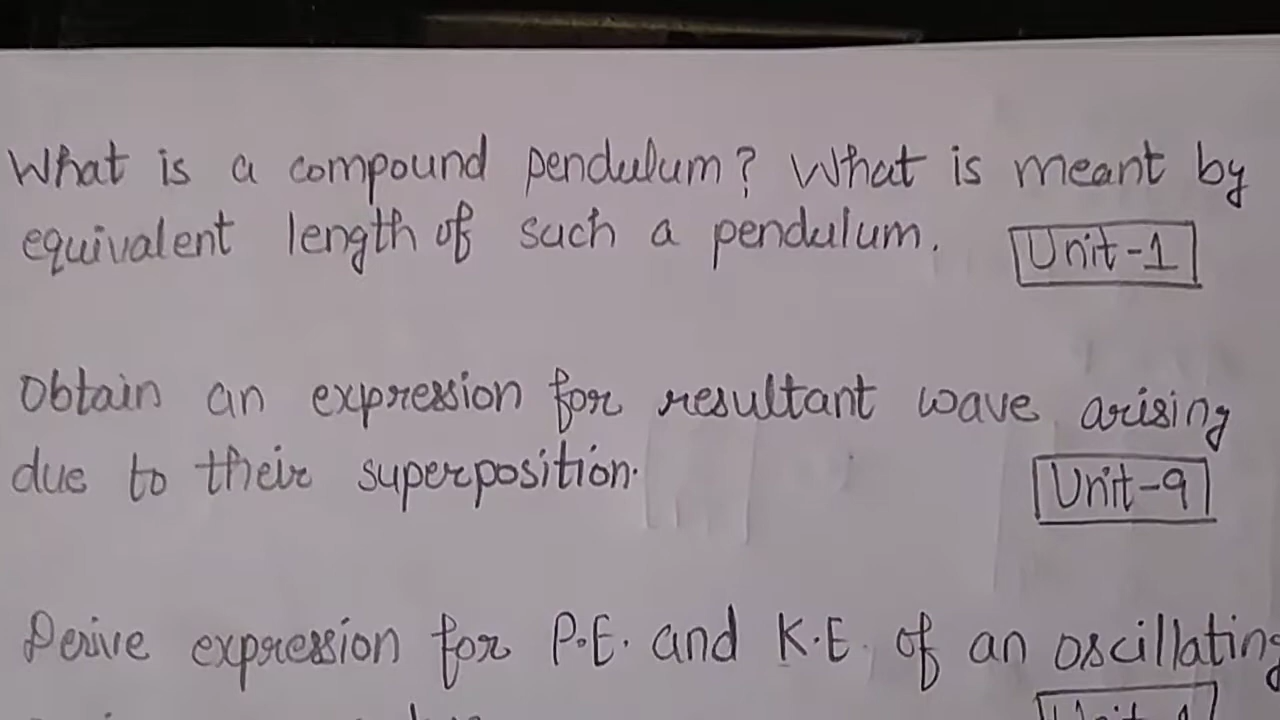 What is a compound pendulum? What is meant by
equivalent length of such a pendulum.
Unit-1
Obtain an expression for resultant wave arising
due to their superposition.
Unit-9
Derive expression for P.E. and K.E. of an oscillating